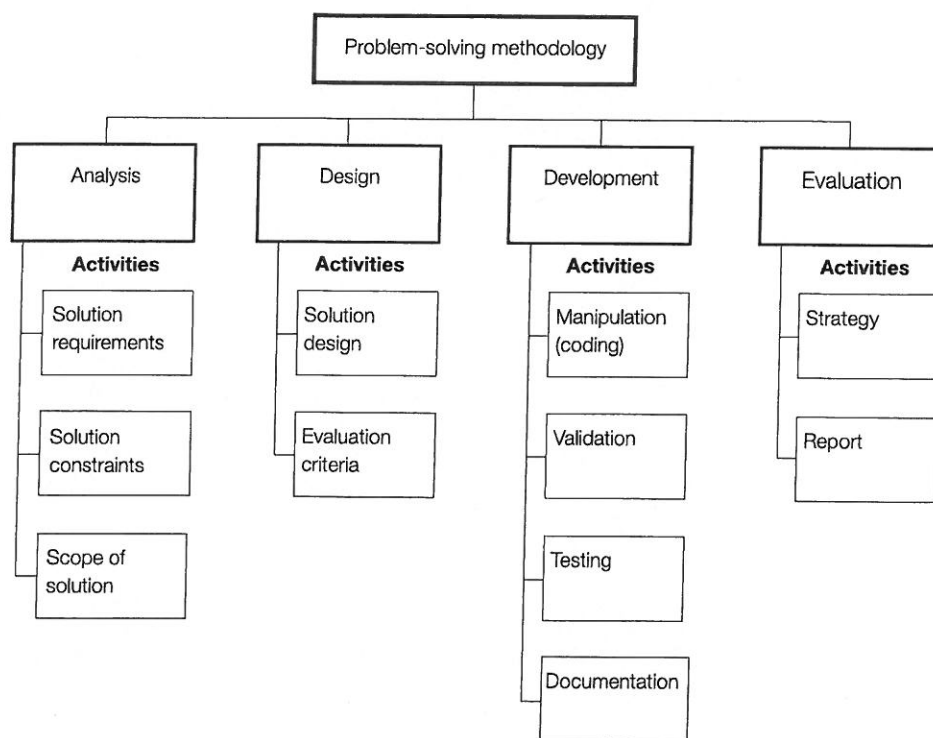 Problem-solving methodology
Analysis
Activities
Solution
requirements
Solution
constraints
Scope of
solution
Design
Activities
Solution
design
Evaluation
criteria
Development
Activities
Manipulation
(coding)
Validation
Testing
Documentation
Evaluation
Activities
Strategy
Report